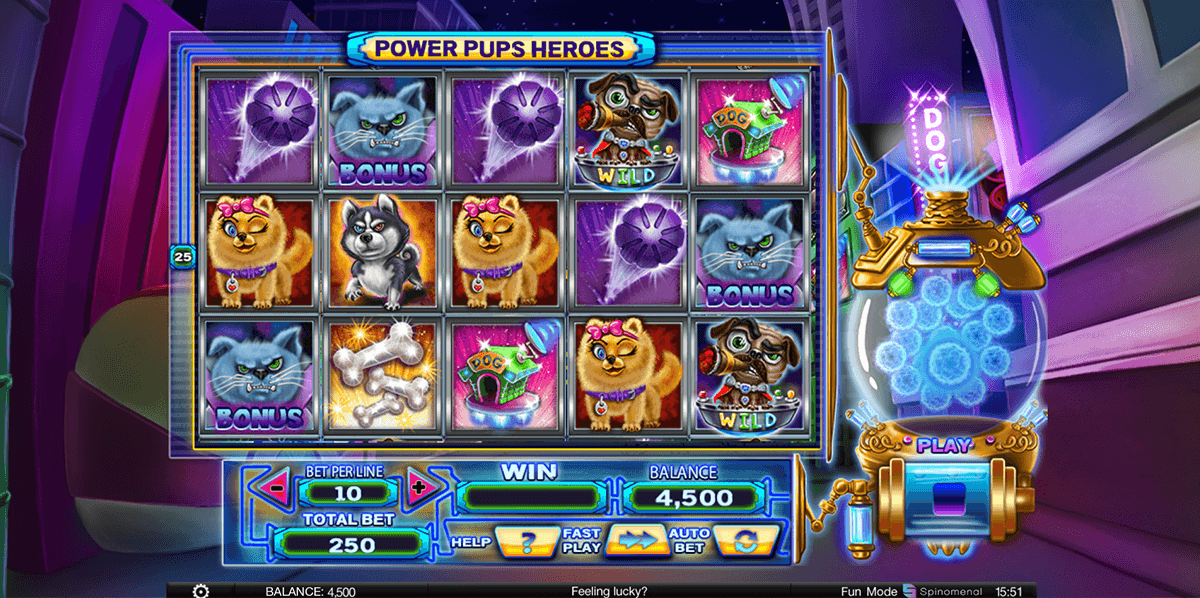 POWER PUPS HEROES
BONUS
WILD
DOG
DOG
25
BONUS
BONUS
DOG
WILD
PLAY
BET PER LINE
WIN
BALANCE
- 10 +
4,500
TOTAL BET
250
HELP ? FAST PLAY AUTO BET
BALANCE: 4,500 Feeling lucky? Fun Mode Spinomenal 15:51